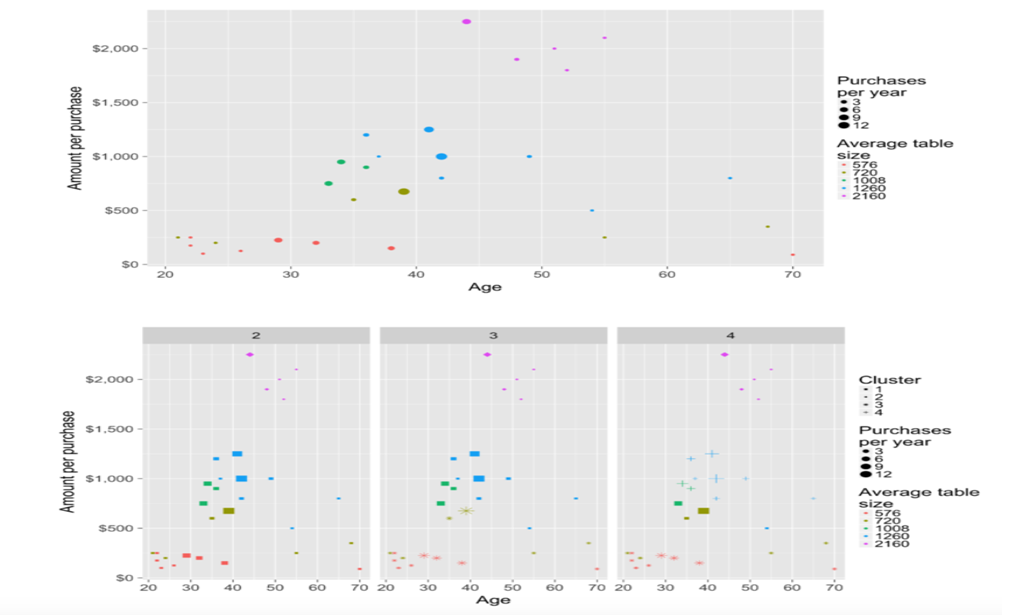 $2,000
$1,500
$1,000
$500
$0
Amount per purchase
20 30 40 50 60 70
Age
Purchases
per year
3
6
9
12
Average table
size
576
720
1008
1260
2160
2 3 4
$2,000
$1,500
$1,000
$500
$0
Amount per purchase
20 30 40 50 60 70 20 30 40 50 60 70 20 30 40 50 60 70
Age
Cluster
1
2
3
4
Purchases
per year
3
6
9
12
Average table
size
576
720
1008
1260
2160